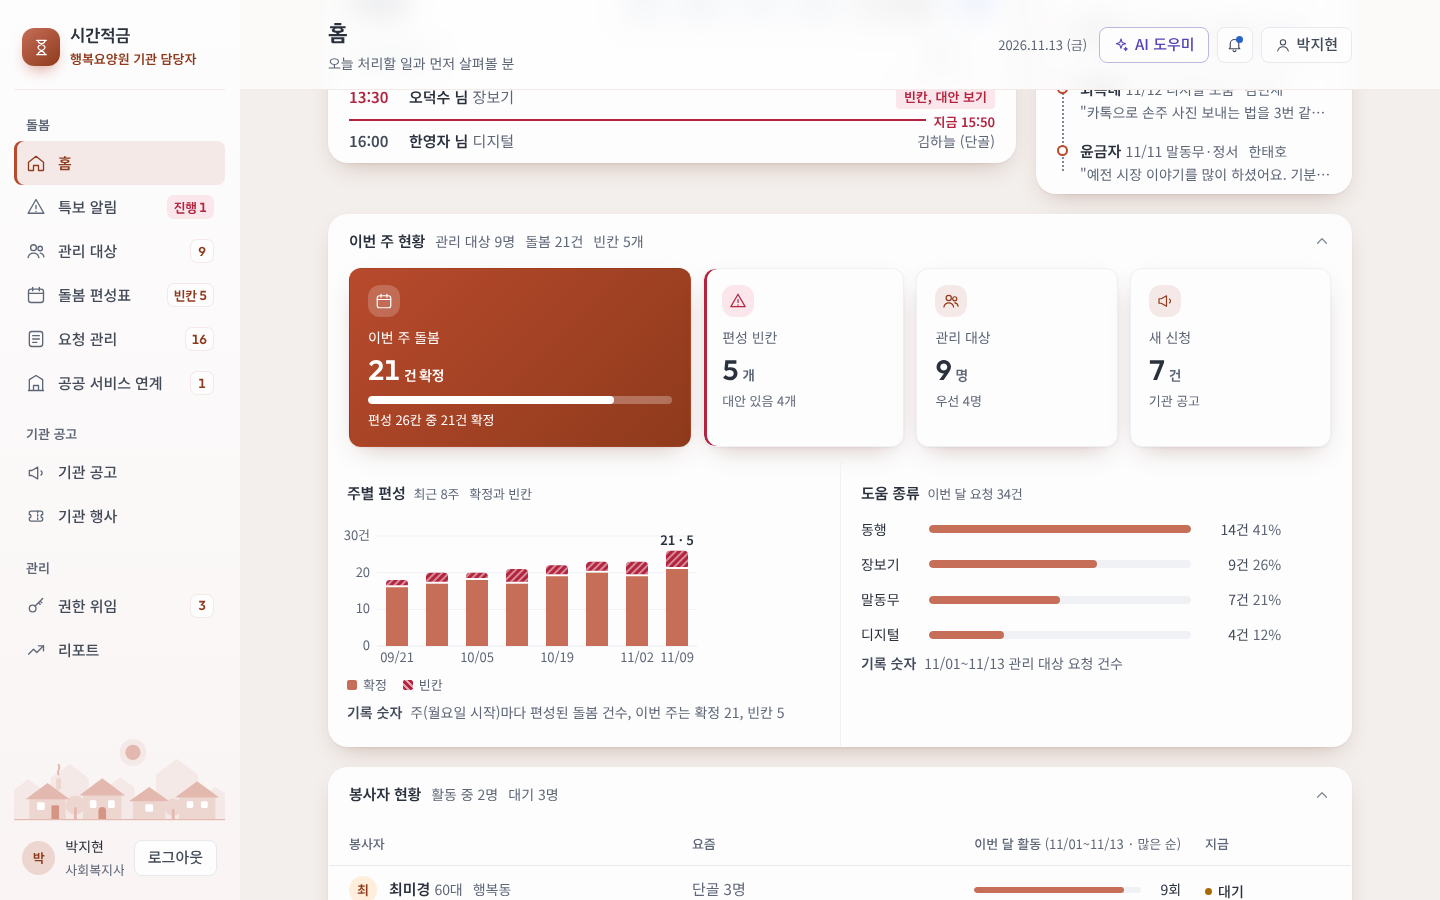 시간적금
행복요양원 기관 담당자
돌봄
홈
특보 알림 진행 1
관리 대상 9
돌봄 편성표 빈칸 5
요청 관리 16
공공 서비스 연계 1
기관 공고
기관 공고
기관 행사
관리
권한 위임 3
리포트
박 박지현
사회복지사
로그아웃
홈
오늘 처리할 일과 먼저 살펴볼 분
2026.11.13 (금)
AI 도우미
박지현
13:30 오덕수 님 장보기 빈칸, 대안 보기
지금 15:50
16:00 한영자 님 디지털 김하늘 (단골)
"카톡으로 손주 사진 보내는 법을 3번 같…
윤금자 11/11 말동무·정서 한태호
"예전 시장 이야기를 많이 하셨어요. 기분…
이번 주 현황 관리 대상 9명 돌봄 21건 빈칸 5개
이번 주 돌봄
21 건 확정
편성 26칸 중 21건 확정
편성 빈칸
5 개
대안 있음 4개
관리 대상
9 명
우선 4명
새 신청
7 건
기관 공고
주별 편성 최근 8주 확정과 빈칸
30건
20
10
0
21 · 5
09/21 10/05 10/19 11/02 11/09
확정 빈칸
기록 숫자 주(월요일 시작)마다 편성된 돌봄 건수, 이번 주는 확정 21, 빈칸 5
도움 종류 이번 달 요청 34건
동행 14건 41%
장보기 9건 26%
말동무 7건 21%
디지털 4건 12%
기록 숫자 11/01~11/13 관리 대상 요청 건수
봉사자 현황 활동 중 2명 대기 3명
봉사자 요즘 이번 달 활동 (11/01~11/13 · 많은 순) 지금
최 최미경 60대 행복동 단골 3명 9회 대기